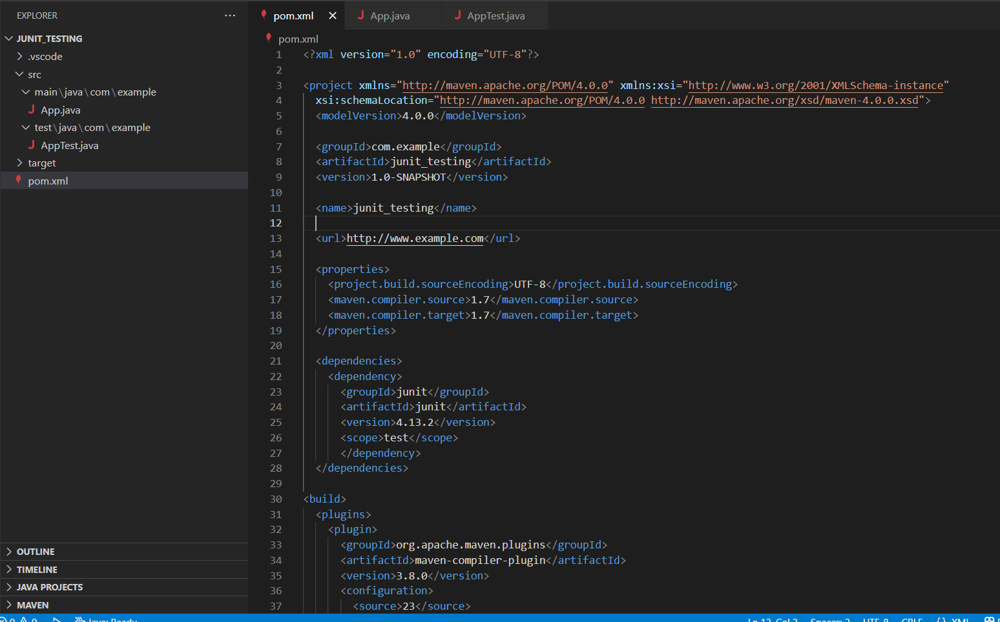 EXPLORER
JUNIT_TESTING
.vscode
src
main\java\com\example
App.java
test\java\com\example
AppTest.java
target
pom.xml
OUTLINE
TIMELINE
JAVA PROJECTS
MAVEN
pom.xml App.java AppTest.java
pom.xml
1 <?xml version="1.0" encoding="UTF-8"?>
2
3 <project xmlns="http://maven.apache.org/POM/4.0.0" xmlns:xsi="http://www.w3.org/2001/XMLSchema-instance"
4 xsi:schemaLocation="http://maven.apache.org/POM/4.0.0 http://maven.apache.org/xsd/maven-4.0.0.xsd">
5 <modelVersion>4.0.0</modelVersion>
6
7 <groupId>com.example</groupId>
8 <artifactId>junit_testing</artifactId>
9 <version>1.0-SNAPSHOT</version>
10
11 <name>junit_testing</name>
12
13 <url>http://www.example.com</url>
14
15 <properties>
16 <project.build.sourceEncoding>UTF-8</project.build.sourceEncoding>
17 <maven.compiler.source>1.7</maven.compiler.source>
18 <maven.compiler.target>1.7</maven.compiler.target>
19 </properties>
20
21 <dependencies>
22 <dependency>
23 <groupId>junit</groupId>
24 <artifactId>junit</artifactId>
25 <version>4.13.2</version>
26 <scope>test</scope>
27 </dependency>
28 </dependencies>
29
30 <build>
31 <plugins>
32 <plugin>
33 <groupId>org.apache.maven.plugins</groupId>
34 <artifactId>maven-compiler-plugin</artifactId>
35 <version>3.8.0</version>
36 <configuration>
37 <source>23</source>
0 0 Java: Ready Ln 12, Col 3 Spaces: 2 UTF-8 CRLF {} XML